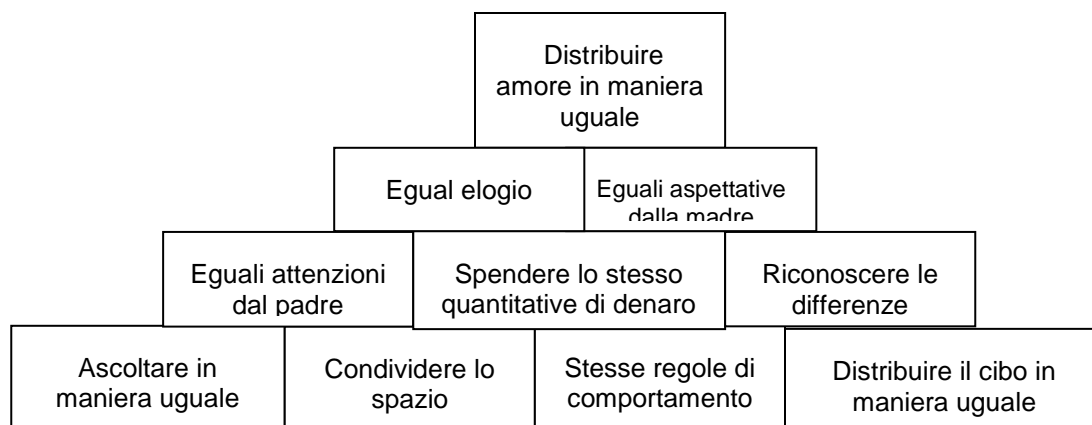 Distribuire
amore in maniera
uguale
Egual elogio
Eguali aspettative
dalla madre
Eguali attenzioni
dal padre
Spendere lo stesso
quantitative di denaro
Riconoscere le
differenze
Ascoltare in
maniera uguale
Condividere lo
spazio
Stesse regole di
comportamento
Distribuire il cibo in
maniera uguale